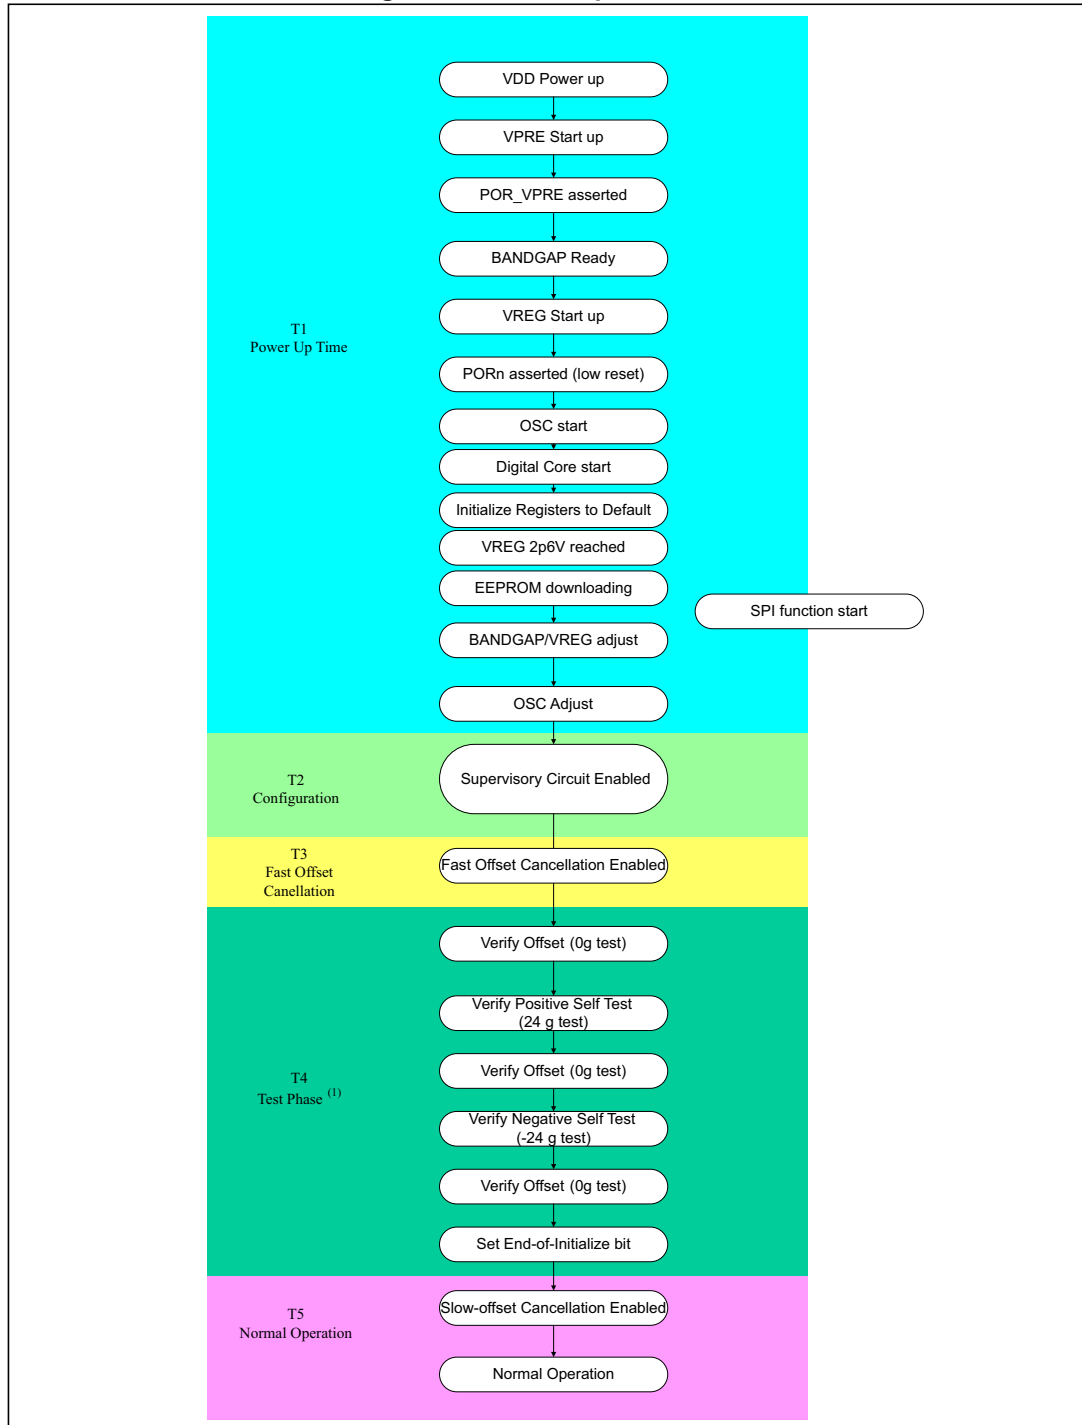 VDD Power up
VPRE Start up
POR_VPRE asserted
BANDGAP Ready
VREG Start up
T1
Power Up Time
PORn asserted (low reset)
OSC start
Digital Core start
Initialize Registers to Default
VREG 2p6V reached
EEPROM downloading
SPI function start
BANDGAP/VREG adjust
OSC Adjust
T2
Configuration
Supervisory Circuit Enabled
T3
Fast Offset
Canellation
Fast Offset Cancellation Enabled
Verify Offset (0g test)
Verify Positive Self Test
(24 g test)
T4
Test Phase (1)
Verify Offset (0g test)
Verify Negative Self Test
(-24 g test)
Verify Offset (0g test)
Set End-of-Initialize bit
T5
Normal Operation
Slow-offset Cancellation Enabled
Normal Operation